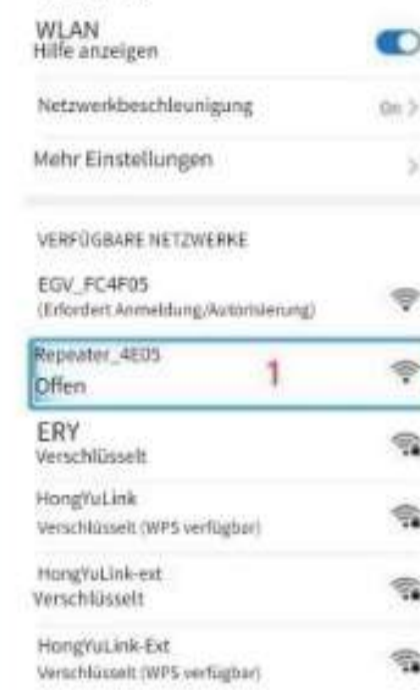 WLAN
Hilfe anzeigen
Netzwerkbeschleunigung
On >
Mehr Einstellungen
>
VERFÜGBARE NETZWERKE
EGV_FC4F05
(Erfordert Anmeldung/Autorisierung)
Repeater_4E05
Offen
1
ERY
Verschlüsselt
HongYuLink
Verschlüsselt (WPS verfügbar)
HongYuLink-ext
Verschlüsselt
HongYuLink-Ext
Verschlüsselt (WPS verfügbar)